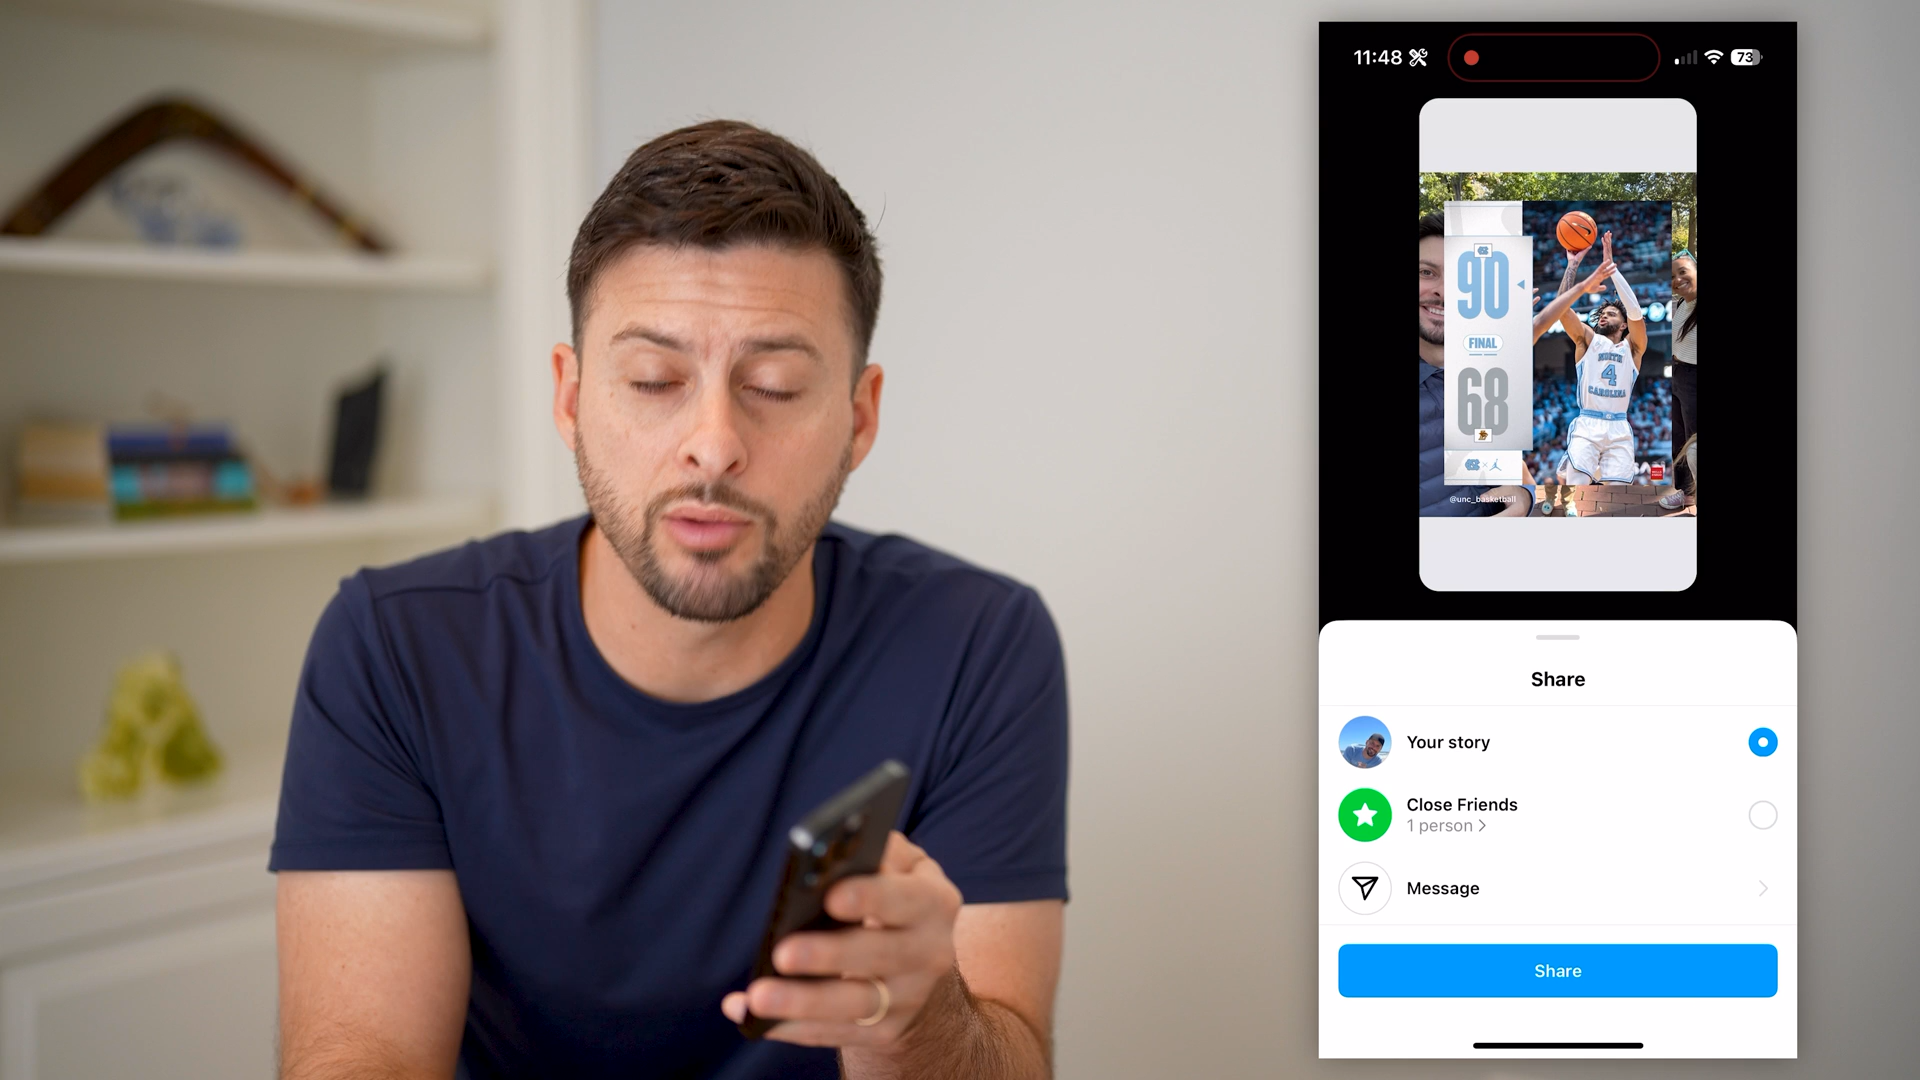 11:48
73
90
FINAL
68
NORTH
4
CAROLINA
@unc_basketball
Share
Your story
Close Friends
1 person >
Message
Share